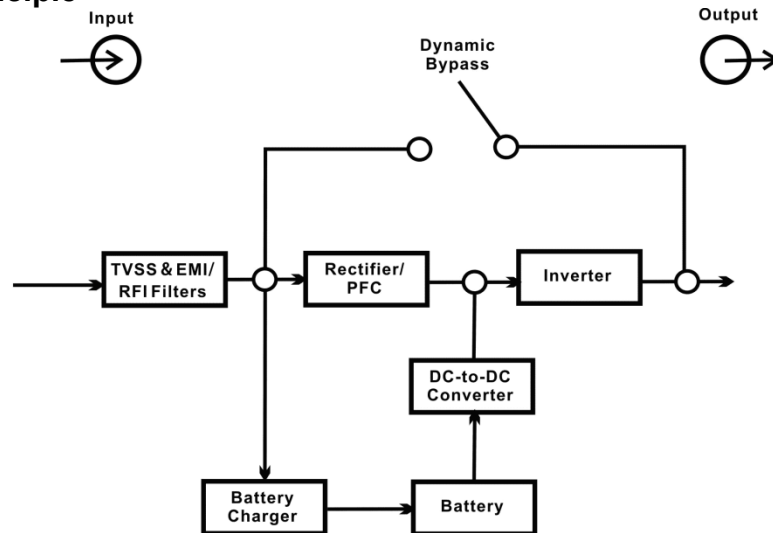 Input
Output
Dynamic
Bypass
TVSS & EMI/
RFI Filters
Rectifier/
PFC
Inverter
DC-to-DC
Converter
Battery
Charger
Battery